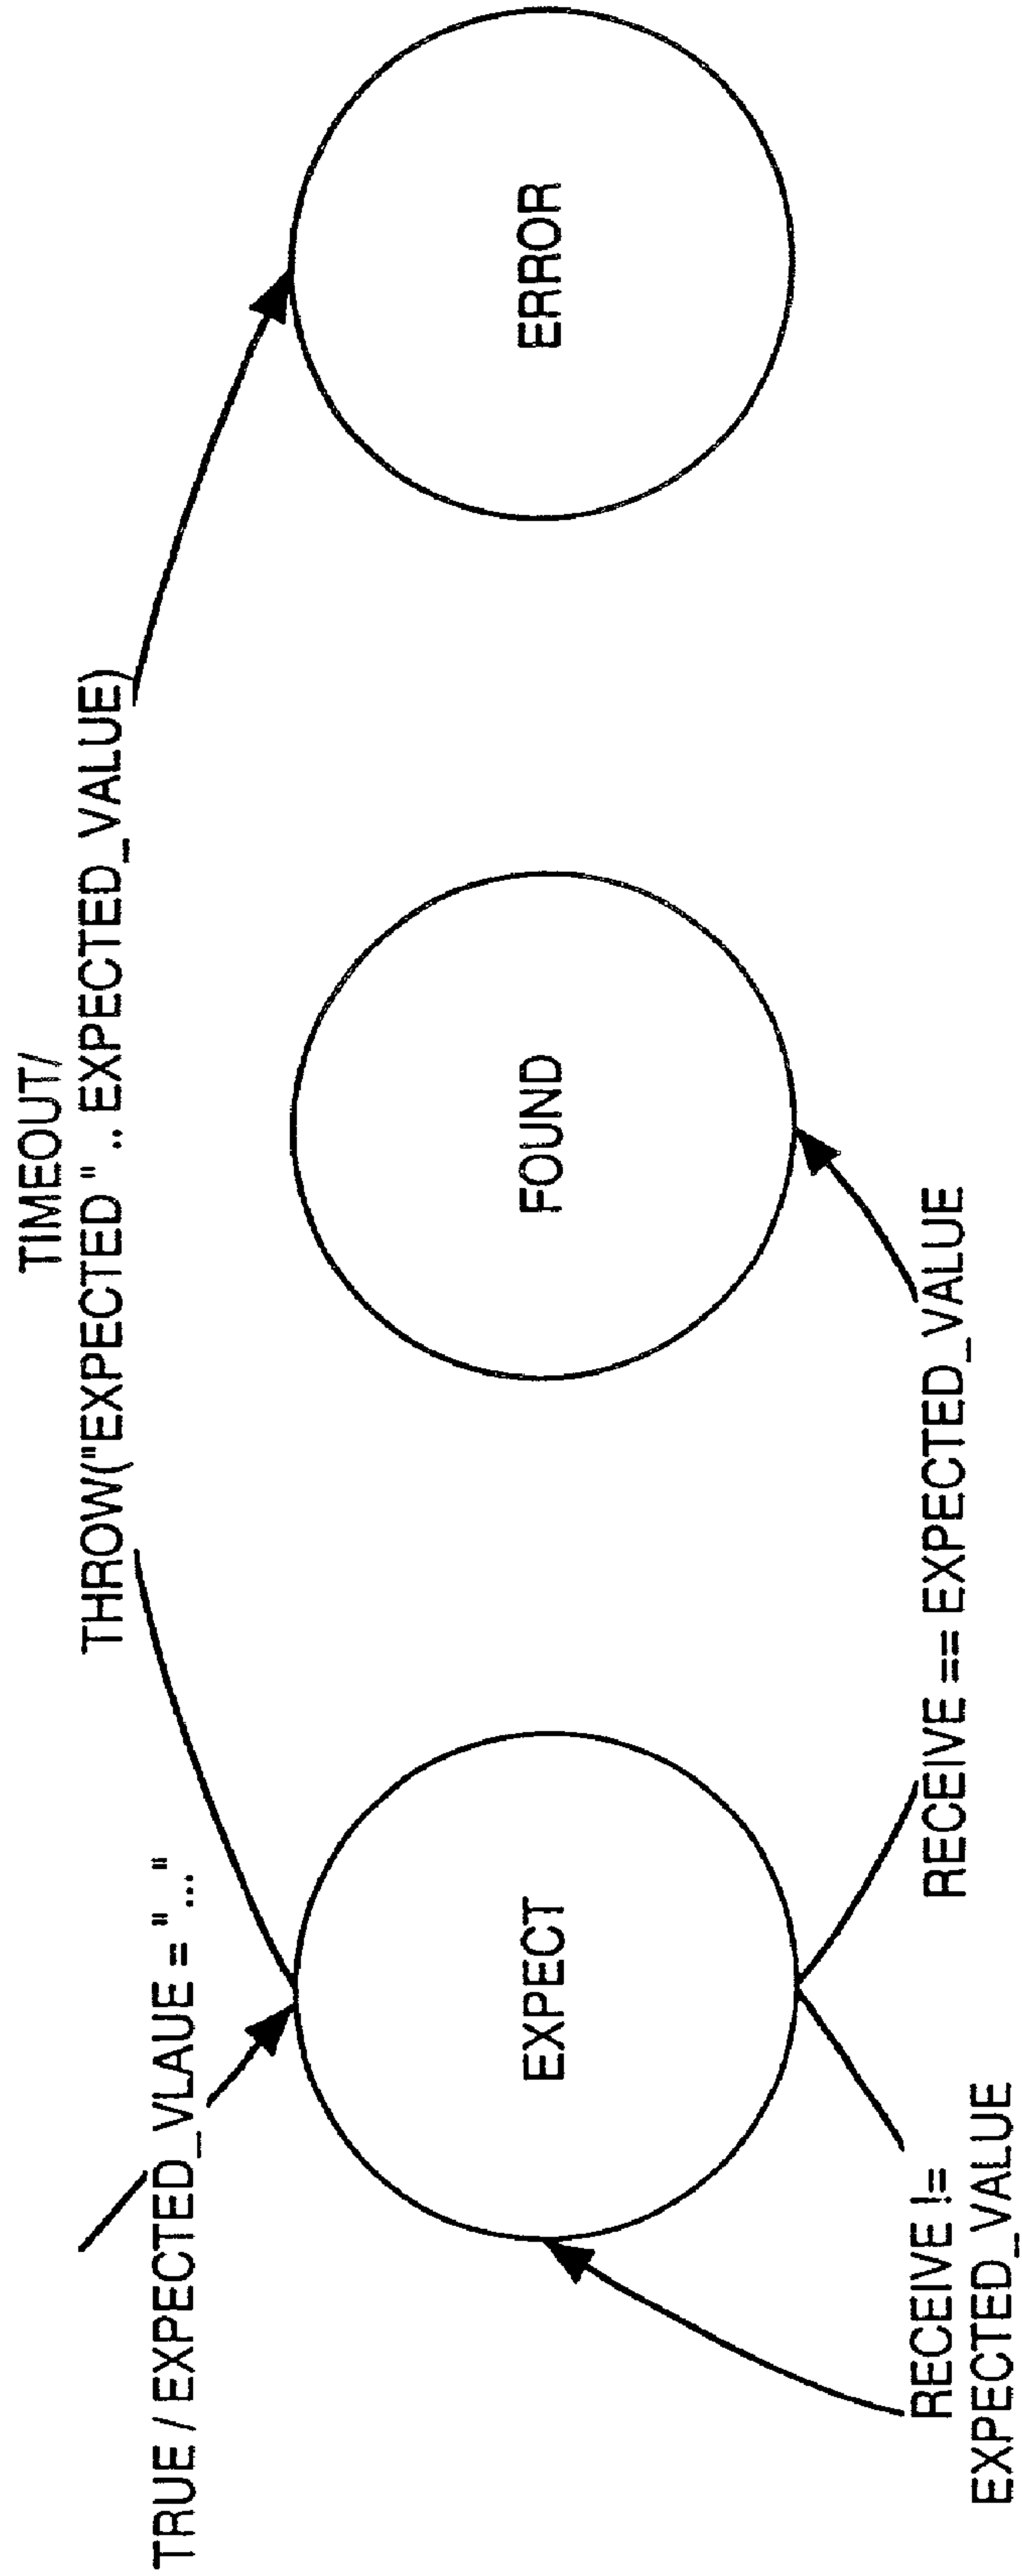 TIMEOUT/
THROW("EXPECTED " .. EXPECTED_VALUE)
TRUE / EXPECTED_VLAUE = "..."
EXPECT
FOUND
ERROR
RECEIVE !=
EXPECTED_VALUE
RECEIVE == EXPECTED_VALUE